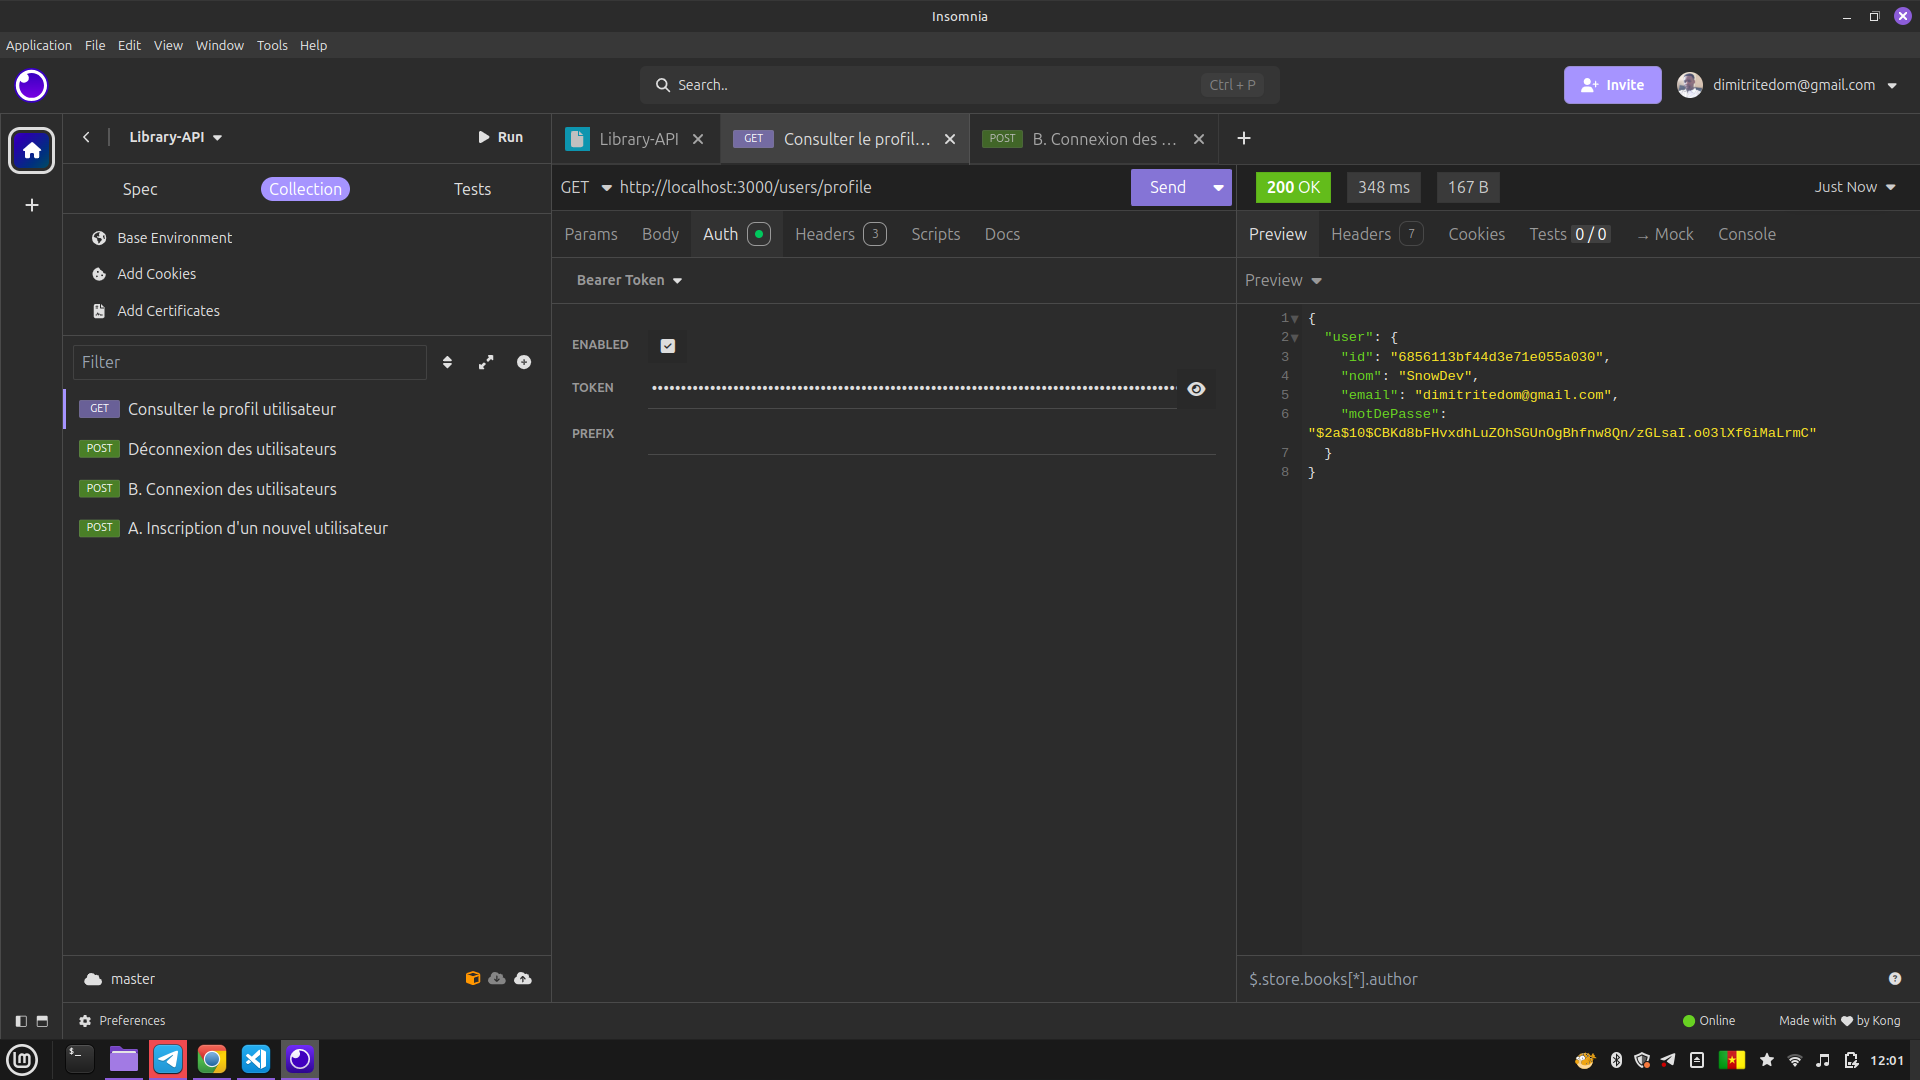 Insomnia
Application File Edit View Window Tools Help
Search.. Ctrl + P
Invite
dimitritedom@gmail.com
Library-API
Run
Library-API
GET Consulter le profil...
POST B. Connexion des ...
Spec Collection Tests
GET http://localhost:3000/users/profile
Send
200 OK 348 ms 167 B
Just Now
Base Environment
Add Cookies
Add Certificates
Params Body Auth Headers 3 Scripts Docs
Preview Headers 7 Cookies Tests 0 / 0 → Mock Console
Bearer Token
Preview
Filter
GET Consulter le profil utilisateur
POST Déconnexion des utilisateurs
POST B. Connexion des utilisateurs
POST A. Inscription d'un nouvel utilisateur
ENABLED
TOKEN ••••••••••••••••••••••••••••••••••••••••••••••••••••••••••••••••••••••••••••••••••••••••
PREFIX
1 {
2 "user": {
3 "id": "6856113bf44d3e71e055a030",
4 "nom": "SnowDev",
5 "email": "dimitritedom@gmail.com",
6 "motDePasse":
"$2a$10$CBKd8bFHvxdhLuZOhSGUnOgBhfnw8Qn/zGLsaI.o03lXf6iMaLrmC"
7 }
8 }
master
$.store.books[*].author
Preferences
Online
Made with ♥ by Kong
12:01